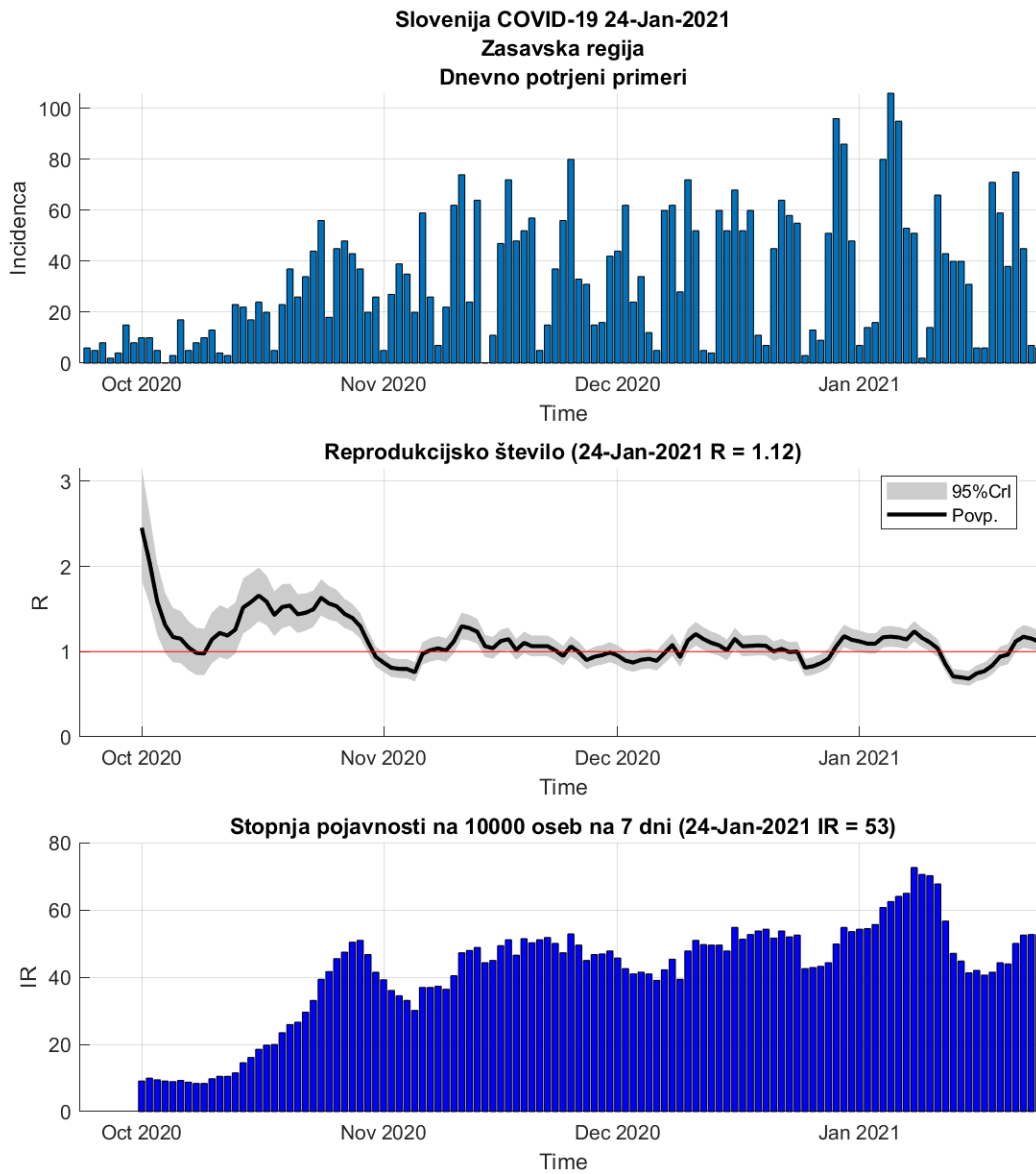 Slovenija COVID-19 24-Jan-2021
Zasavska regija
Dnevno potrjeni primeri
100
80
60
40
20
0
Incidenca
Oct 2020
Nov 2020
Dec 2020
Jan 2021
Time
Reprodukcijsko število (24-Jan-2021 R = 1.12)
3
2
1
0
R
95%CrI
Povp.
Oct 2020
Nov 2020
Dec 2020
Jan 2021
Time
Stopnja pojavnosti na 10000 oseb na 7 dni (24-Jan-2021 IR = 53)
80
60
40
20
0
IR
Oct 2020
Nov 2020
Dec 2020
Jan 2021
Time